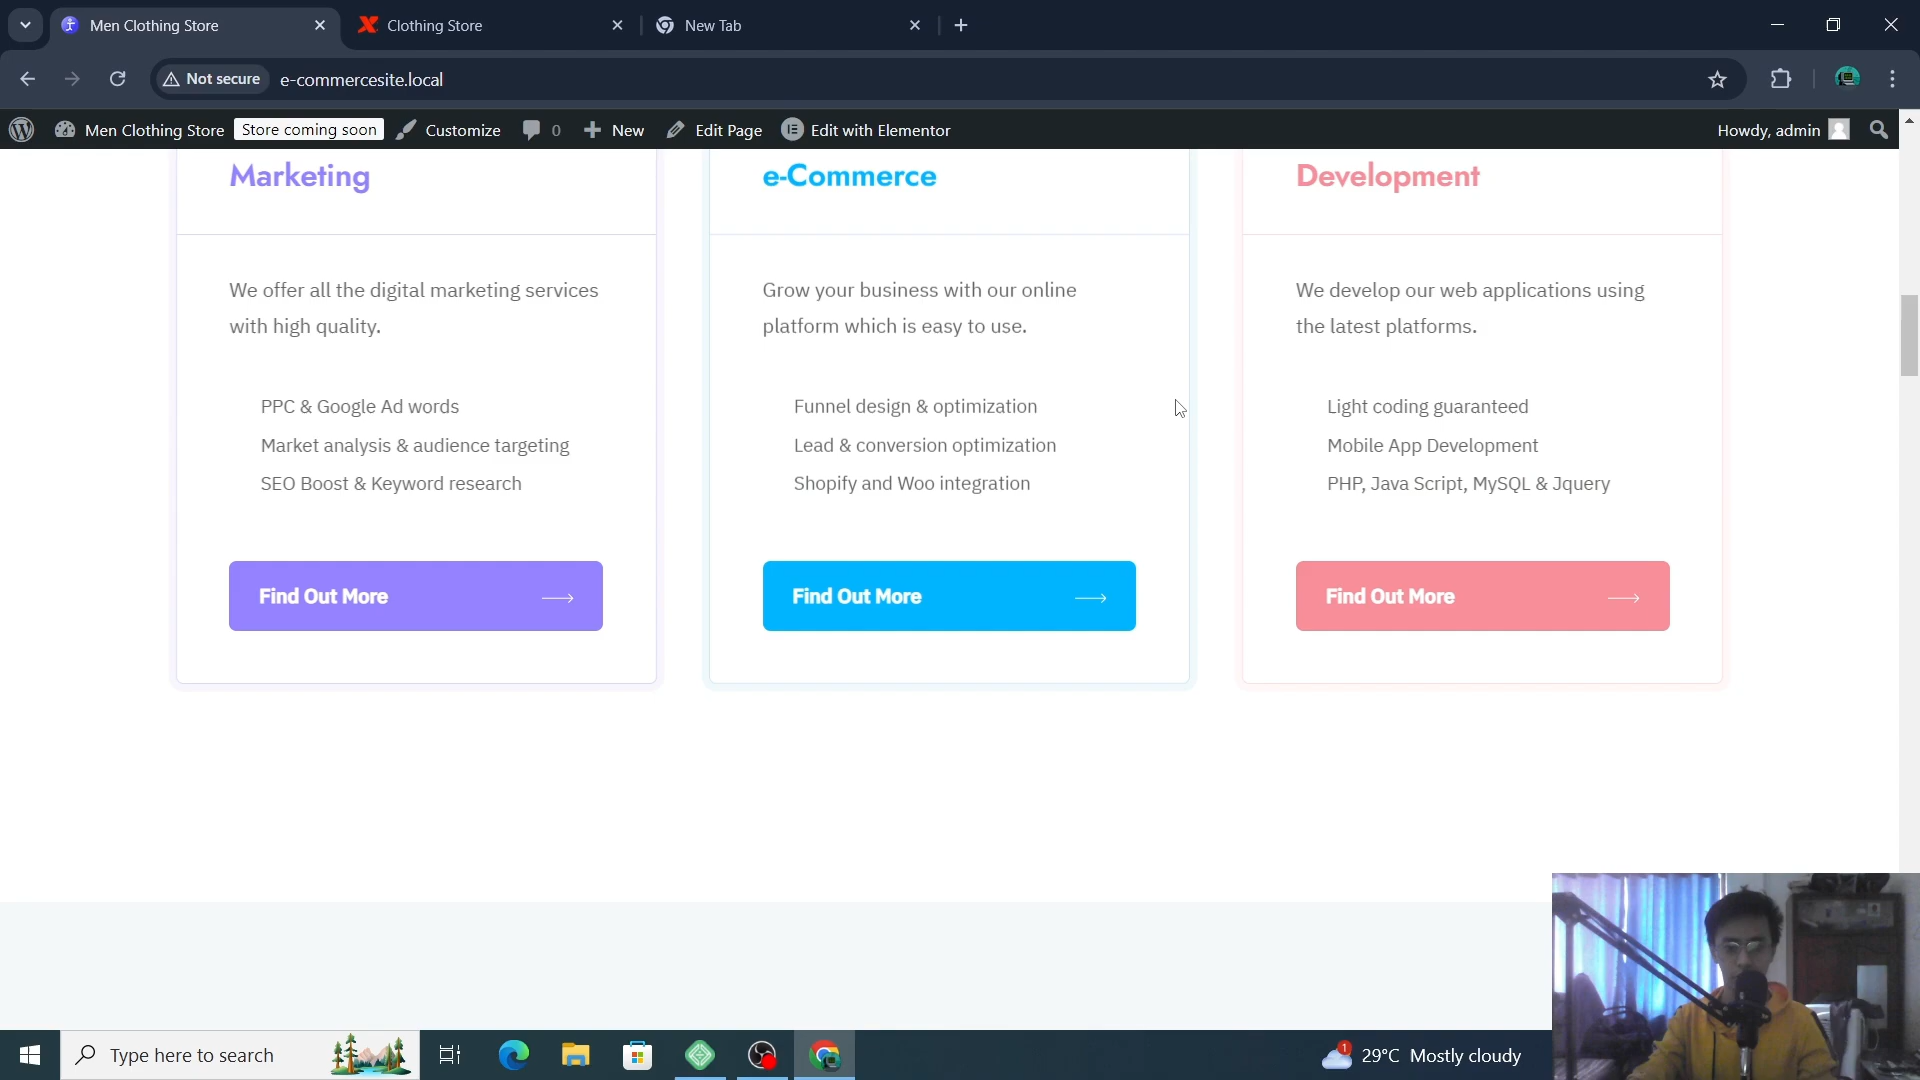 Men Clothing Store
Clothing Store
New Tab
Not secure
e-commercesite.local
Men Clothing Store
Store coming soon
Customize
0
New
Edit Page
Edit with Elementor
Howdy, admin
Marketing
We offer all the digital marketing services
with high quality.
PPC & Google Ad words
Market analysis & audience targeting
SEO Boost & Keyword research
Find Out More
e-Commerce
Grow your business with our online
platform which is easy to use.
Funnel design & optimization
Lead & conversion optimization
Shopify and Woo integration
Find Out More
Development
We develop our web applications using
the latest platforms.
Light coding guaranteed
Mobile App Development
PHP, Java Script, MySQL & Jquery
Find Out More
Type here to search
1
29°C Mostly cloudy